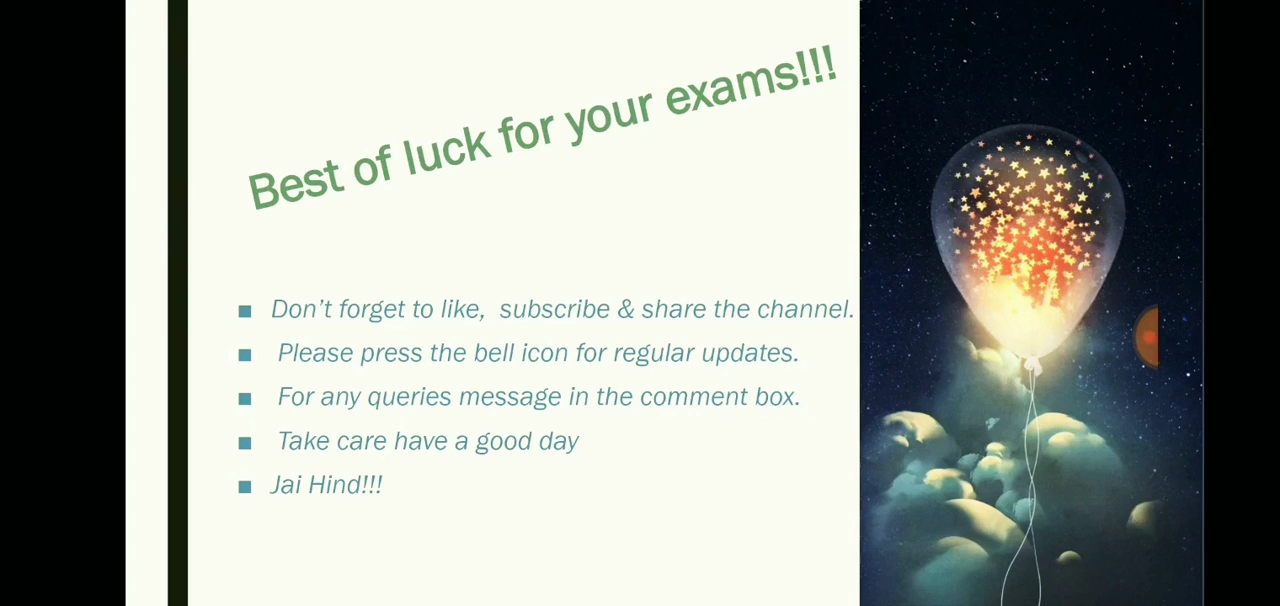 Best of luck for your exams!!!
Don't forget to like, subscribe & share the channel.
Please press the bell icon for regular updates.
For any queries message in the comment box.
Take care have a good day
Jai Hind!!!